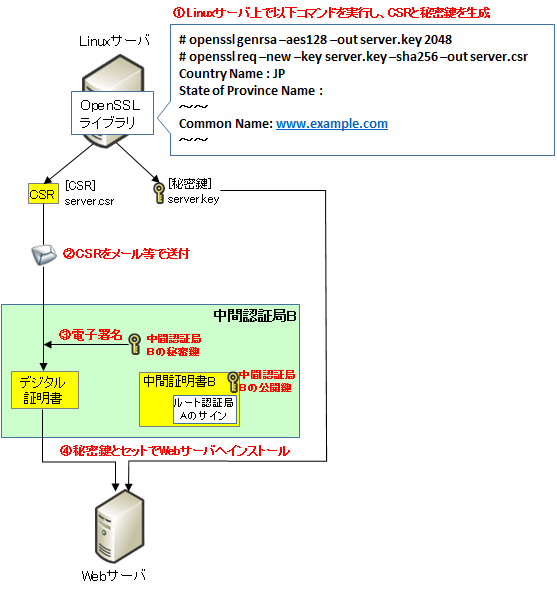 ①Linuxサーバ上で以下コマンドを実行し、CSRと秘密鍵を生成
Linuxサーバ
# openssl genrsa –aes128 –out server.key 2048
# openssl req –new –key server.key –sha256 –out server.csr
Country Name : JP
State of Province Name :
～～
Common Name: www.example.com
～～
OpenSSL
ライブラリ
CSR
[CSR]
server.csr
[秘密鍵]
server.key
②CSRをメール等で送付
中間認証局B
③電子署名
中間認証局
Bの秘密鍵
デジタル
証明書
中間証明書B
中間認証局
Bの公開鍵
ルート認証局
Aのサイン
④秘密鍵とセットでWebサーバへインストール
Webサーバ